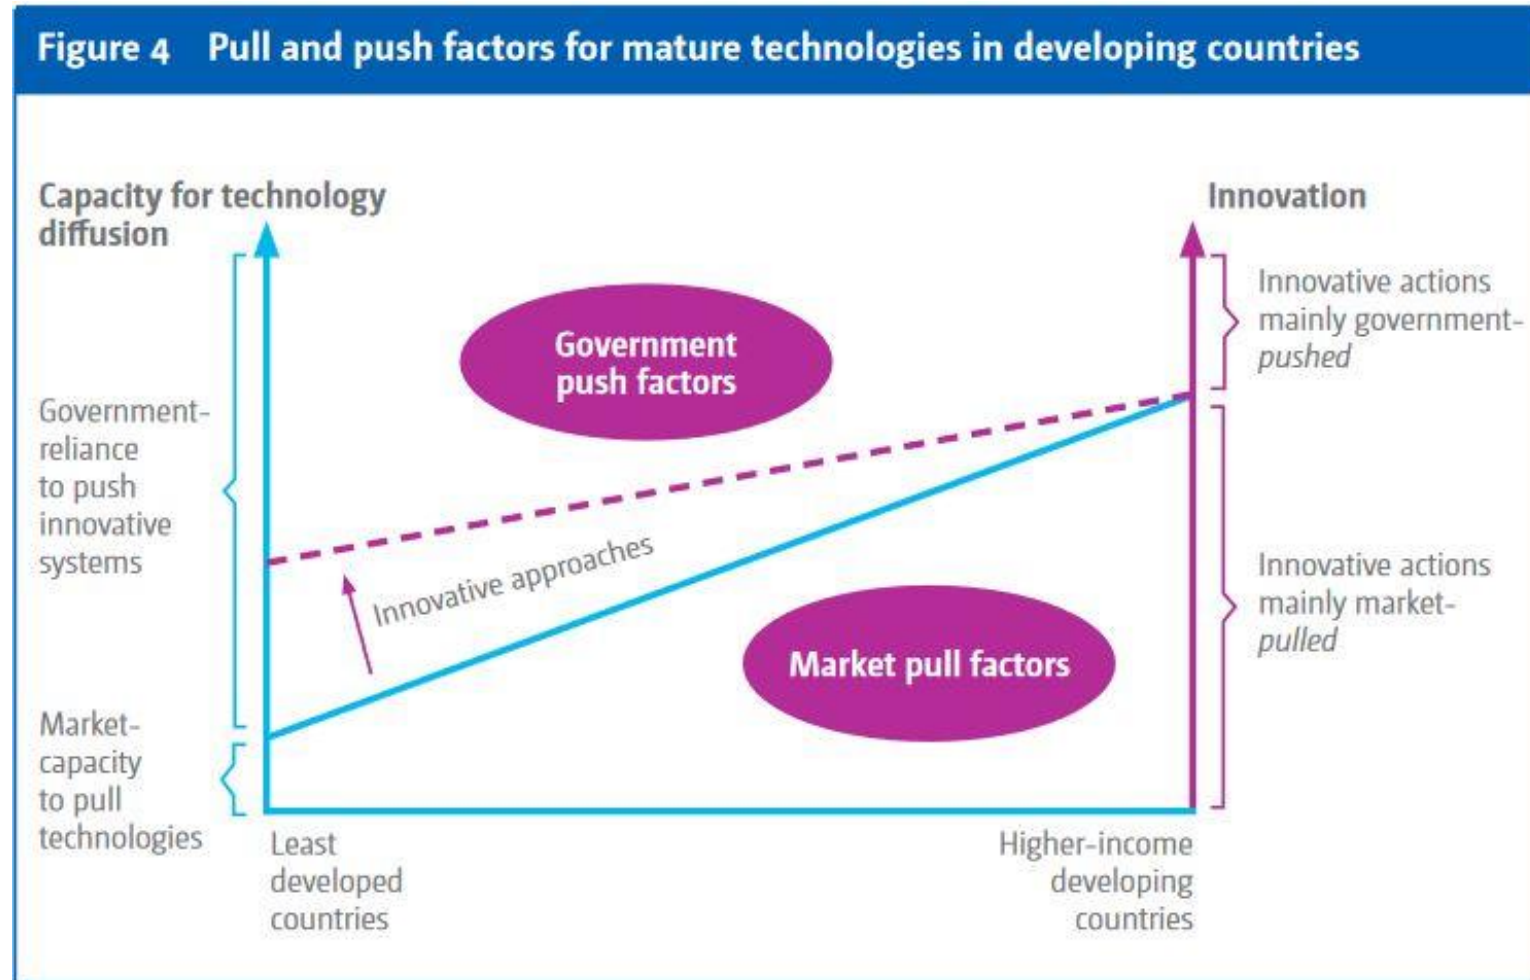 Figure 4 Pull and push factors for mature technologies in developing countries
Capacity for technology
diffusion
Innovation
Government
push factors
Innovative actions
mainly government-
pushed
Government-
reliance
to push
innovative
systems
Innovative approaches
Innovative actions
mainly market-
pulled
Market pull factors
Market-
capacity
to pull
technologies
Least
developed
countries
Higher-income
developing
countries